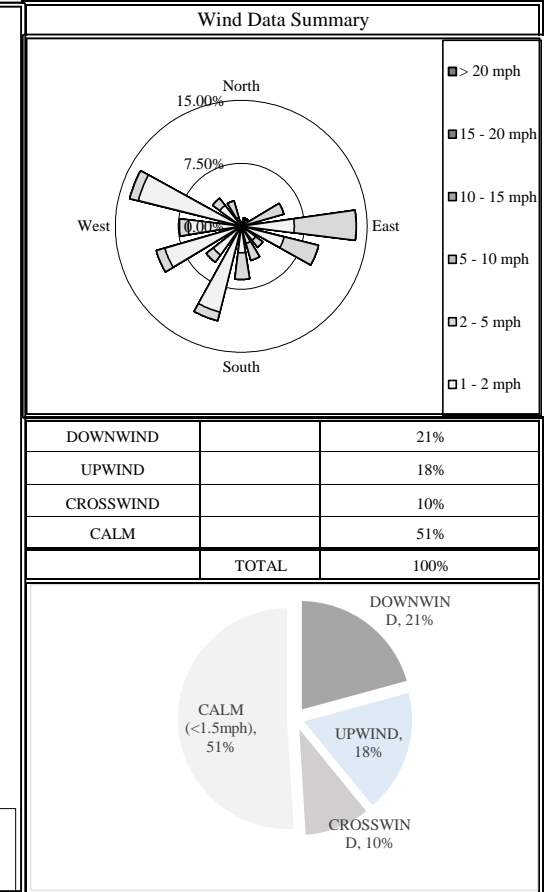 Wind Data Summary
North
15.00%
7.50%
0.00%
West
East
South
> 20 mph
15 - 20 mph
10 - 15 mph
5 - 10 mph
2 - 5 mph
1 - 2 mph
DOWNWIND 21%
UPWIND 18%
CROSSWIND 10%
CALM 51%
TOTAL 100%
DOWNWIN
D, 21%
CALM
(<1.5mph),
51%
UPWIND,
18%
CROSSWIN
D, 10%